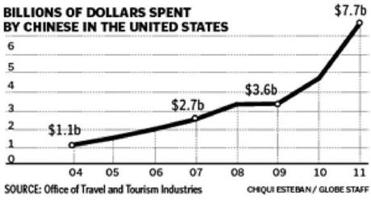 BILLIONS OF DOLLARS SPENT
BY CHINESE IN THE UNITED STATES
$7.7b
6
5
4
$3.6b
3
$2.7b
2
$1.1b
1
0
04 05 06 07 08 09 10 11
SOURCE: Office of Travel and Tourism Industries
CHIQUI ESTEBAN / GLOBE STAFF